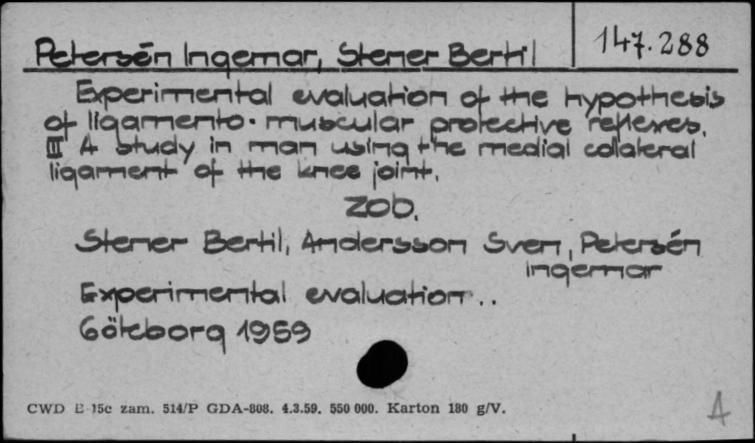 147.288
Petersén Ingemar, Stener Bertil
Experimental evaluation of the hypothesis
of ligamento-muscular protective reflexes.
III A study in man using the medial collateral
ligament of the knee joint.
Zob.
Stener Bertil, Andersson Sven, Petersén
Ingemar
Experimental evaluation..
Göteborg 1959
CWD E-15c zam. 514/P GDA-808. 4.3.59. 550 000. Karton 180 g/V.
A